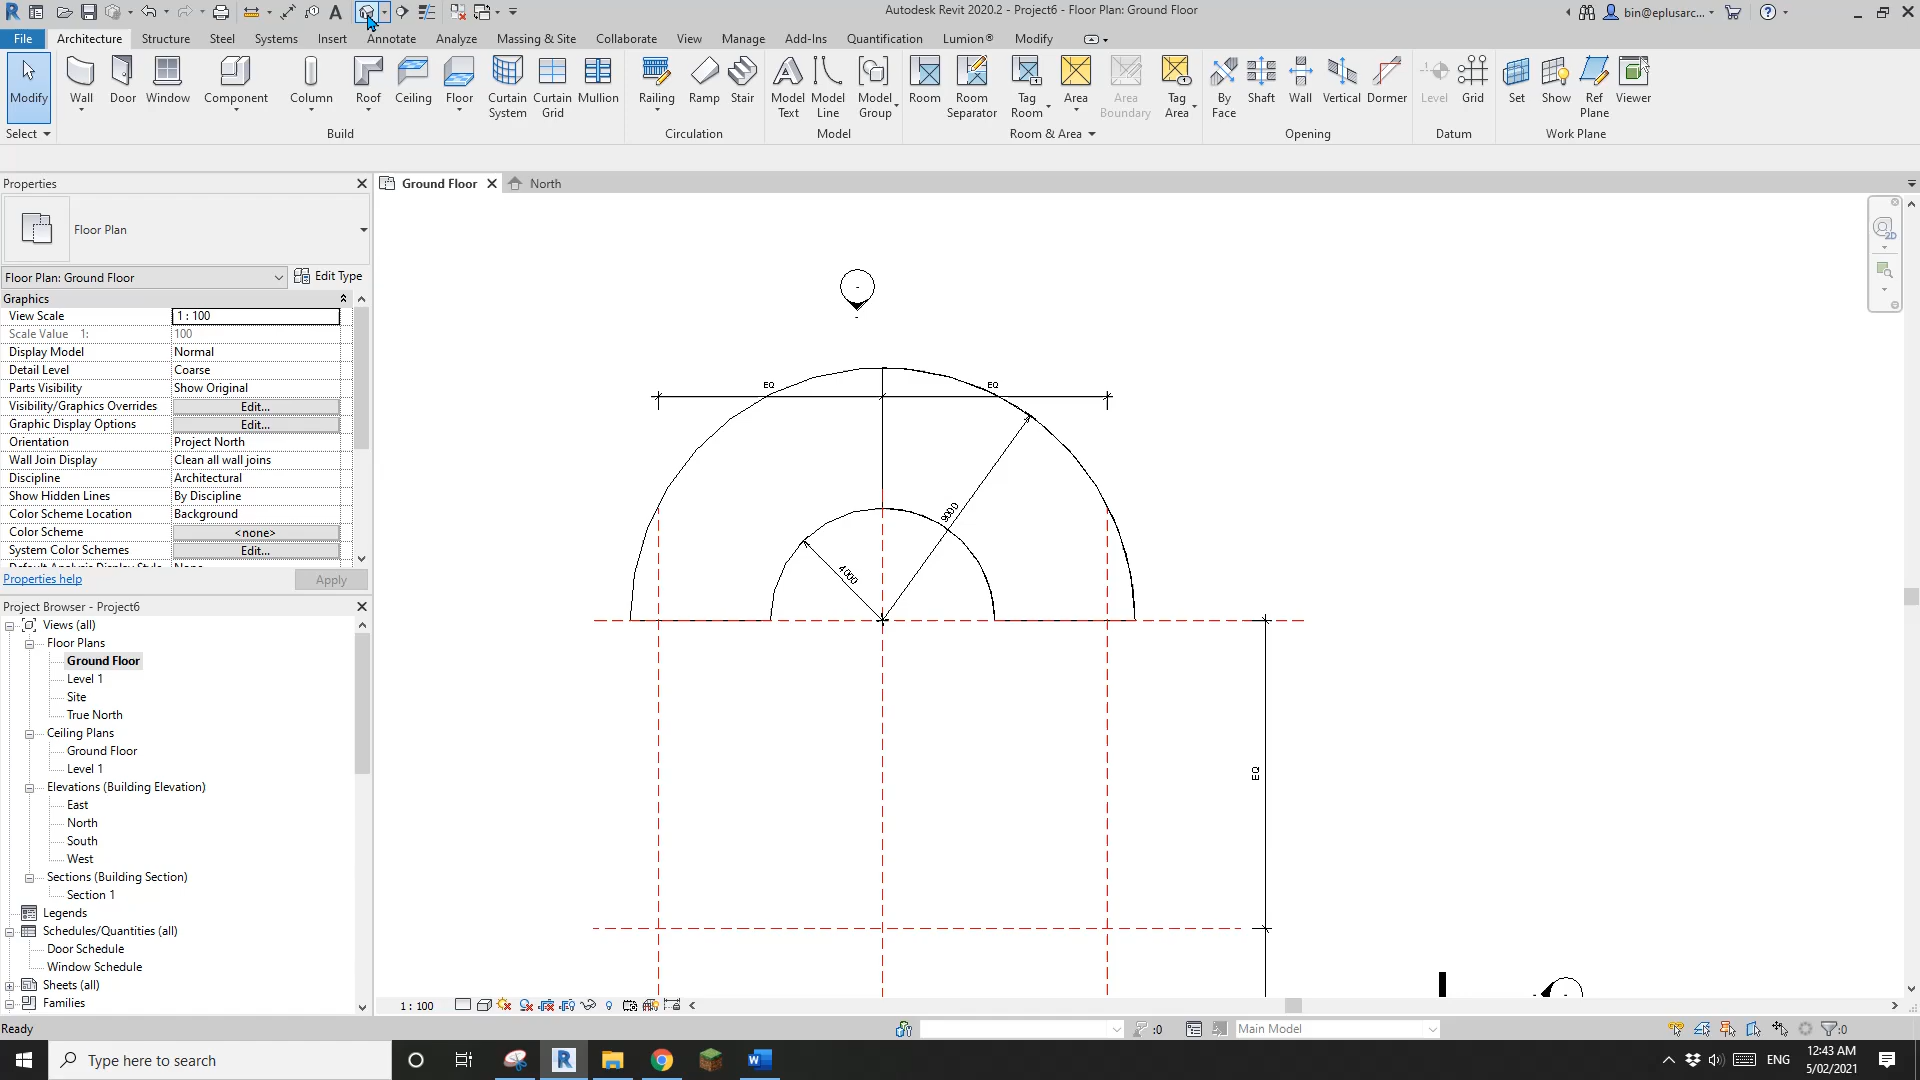 Autodesk Revit 2020.2 - Project6 - Floor Plan: Ground Floor
bin@eplusarc...
File Architecture Structure Steel Systems Insert Annotate Analyze Massing & Site Collaborate View Manage Add-Ins Quantification Lumion® Modify
Modify Wall Door Window Component Column Roof Ceiling Floor Curtain System Curtain Grid Mullion Railing Ramp Stair Model Text Model Line Model Group Room Room Separator Tag Room Area Area Boundary Tag Area By Face Shaft Wall Vertical Dormer Level Grid Set Show Ref Plane Viewer
Select Build Circulation Model Room & Area Opening Datum Work Plane
Properties
Ground Floor North
Floor Plan
Floor Plan: Ground Floor Edit Type
Graphics
View Scale 1 : 100
Scale Value 1: 100
Display Model Normal
Detail Level Coarse
Parts Visibility Show Original
Visibility/Graphics Overrides Edit...
Graphic Display Options Edit...
Orientation Project North
Wall Join Display Clean all wall joins
Discipline Architectural
Show Hidden Lines By Discipline
Color Scheme Location Background
Color Scheme <none>
System Color Schemes Edit...
Default Analysis Display Style None
Properties help Apply
Project Browser - Project6
Views (all)
Floor Plans
Ground Floor
Level 1
Site
True North
Ceiling Plans
Ground Floor
Level 1
Elevations (Building Elevation)
East
North
South
West
Sections (Building Section)
Section 1
Legends
Schedules/Quantities (all)
Door Schedule
Window Schedule
Sheets (all)
Families
EQ EQ
9000
4000
EQ
1 : 100
Ready
:0 Main Model :0
Type here to search
ENG
12:43 AM
5/02/2021